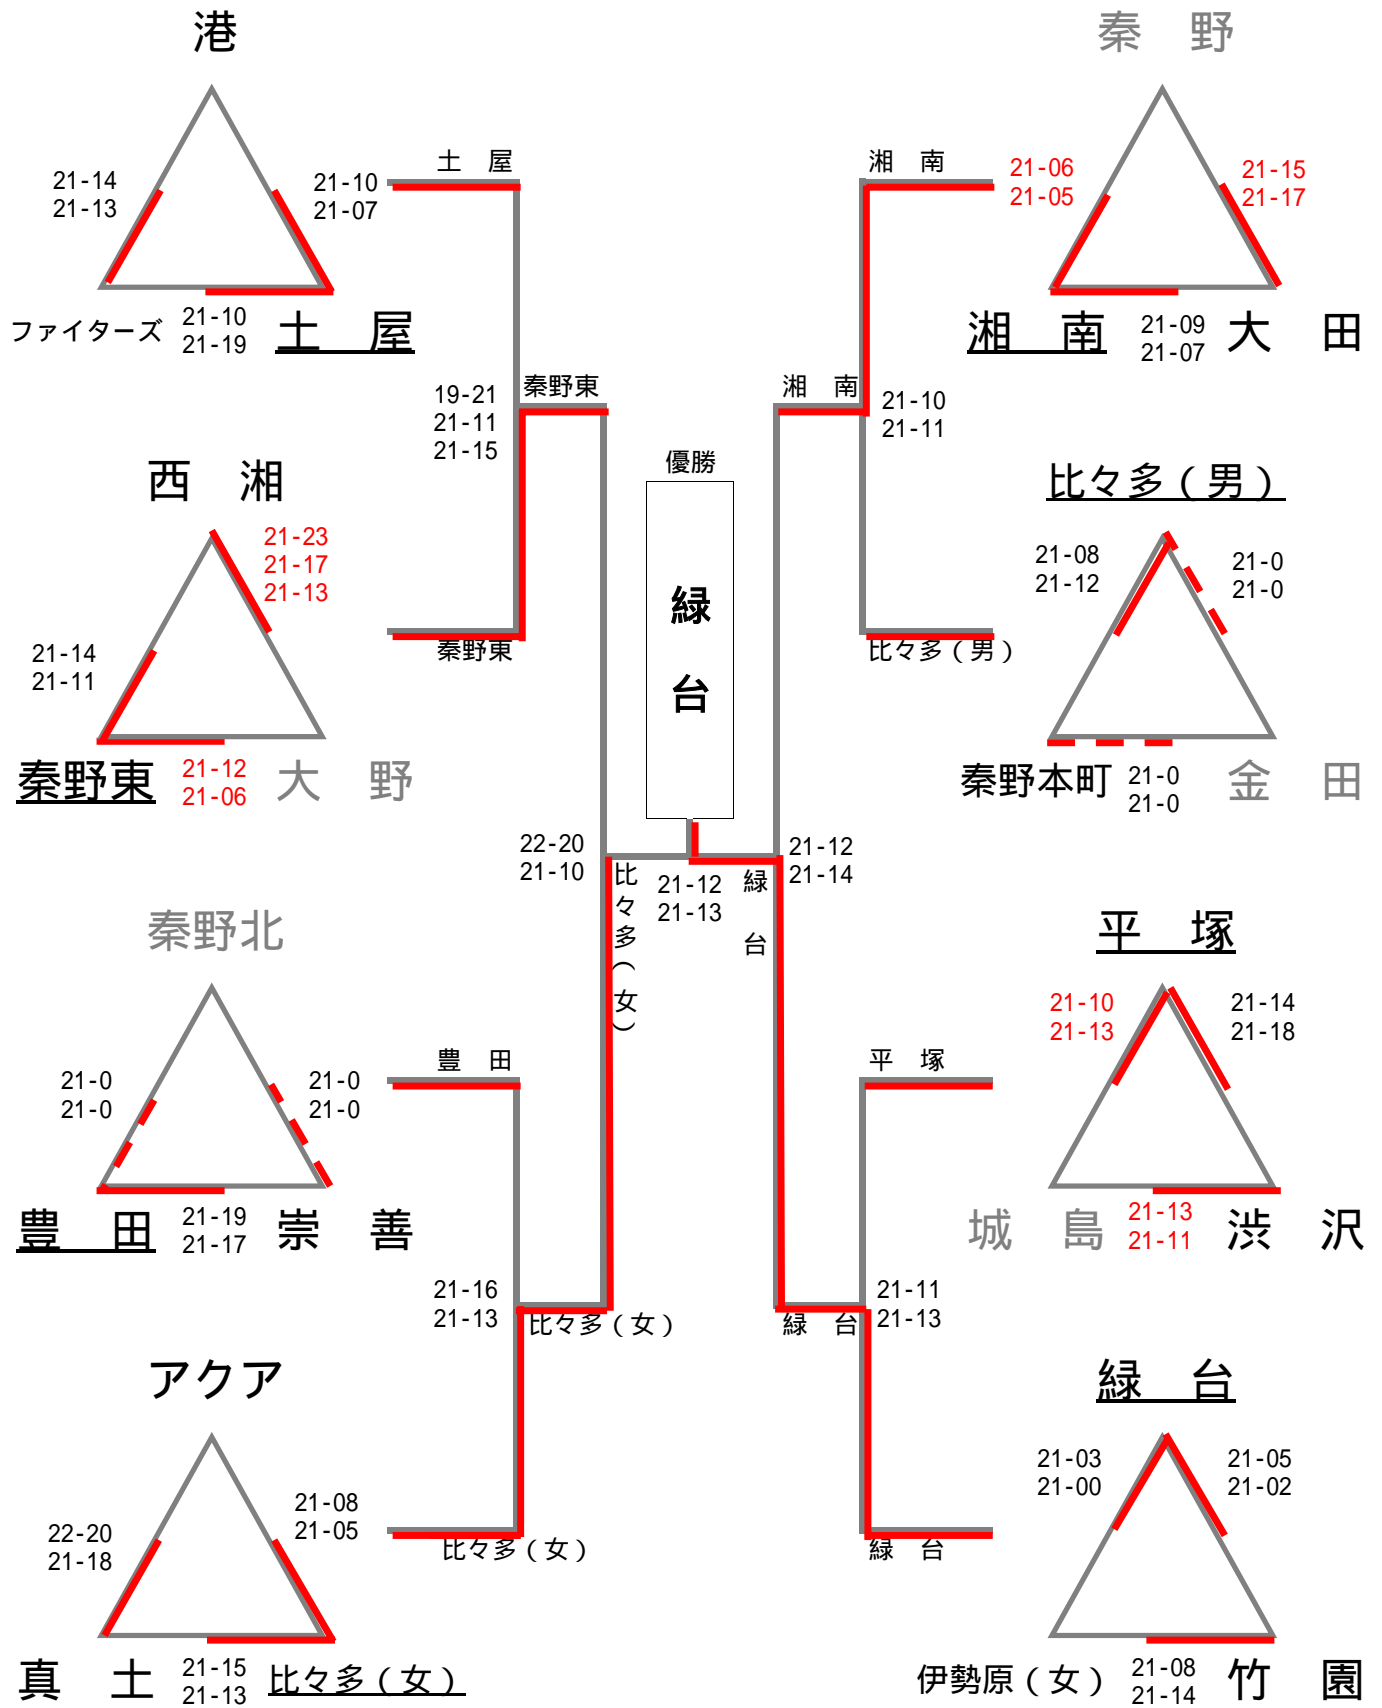 港
21-14
21-13
21-10
21-07
ファイターズ
21-10
21-19
土　屋
土　屋
19-21
21-11
21-15
秦野東
西　湘
21-23
21-17
21-13
21-14
21-11
秦野東
21-12
21-06
大　野
秦野東
秦野北
21-0
21-0
21-0
21-0
豊　田
21-19
21-17
崇　善
豊　田
21-16
21-13
比々多（女）
アクア
22-20
21-18
21-08
21-05
真　土
21-15
21-13
比々多（女）
比々多（女）
22-20
21-10
比々多（女）
優勝
緑台
21-12
21-13
緑台
21-12
21-14
秦　野
湘　南
21-06
21-05
21-15
21-17
湘　南
21-09
21-07
大　田
湘　南
21-10
21-11
比々多（男）
21-08
21-12
21-0
21-0
比々多（男）
秦野本町
21-0
21-0
金　田
平　塚
21-10
21-13
21-14
21-18
平　塚
城　島
21-13
21-11
渋　沢
21-11
21-13
緑　台
緑　台
21-03
21-00
21-05
21-02
緑　台
伊勢原（女）
21-08
21-14
竹　園